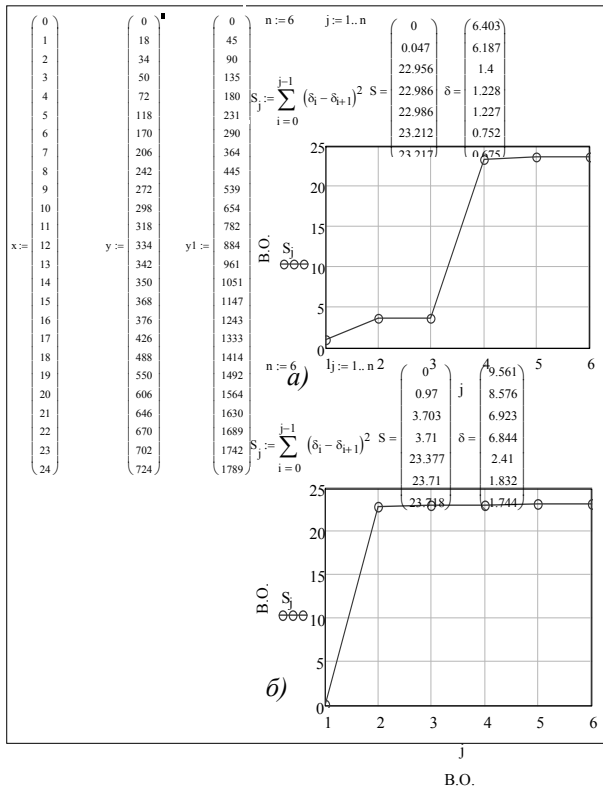 x := ( 0 1 2 3 4 5 6 7 8 9 10 11 12 13 14 15 16 17 18 19 20 21 22 23 24 )
y := ( 0 18 34 50 72 118 170 206 242 272 298 318 334 342 350 368 376 426 488 550 606 646 670 702 724 )
y1 := ( 0 45 90 135 180 231 290 364 445 539 654 782 884 961 1051 1147 1243 1333 1414 1492 1564 1630 1689 1742 1789 )
n := 6 j := 1.. n
S_j := ∑_{i = 0}^{j−1} (δ_i − δ_{i+1})^2 S = ( 0 0.047 22.956 22.986 22.986 23.212 23.217 ) δ = ( 6.403 6.187 1.4 1.228 1.227 0.752 0.675 )
25
20
15
10
5
0
В.О.
S_j
1 2 3 4 5 6
j
а)
n := 6 j := 1.. n
S_j := ∑_{i = 0}^{j−1} (δ_i − δ_{i+1})^2 S = ( 0 0.97 3.703 3.71 23.377 23.71 23.718 ) δ = ( 9.561 8.576 6.923 6.844 2.41 1.832 1.744 )
25
20
15
10
5
0
В.О.
S_j
б)
1 2 3 4 5 6
j
В.О.